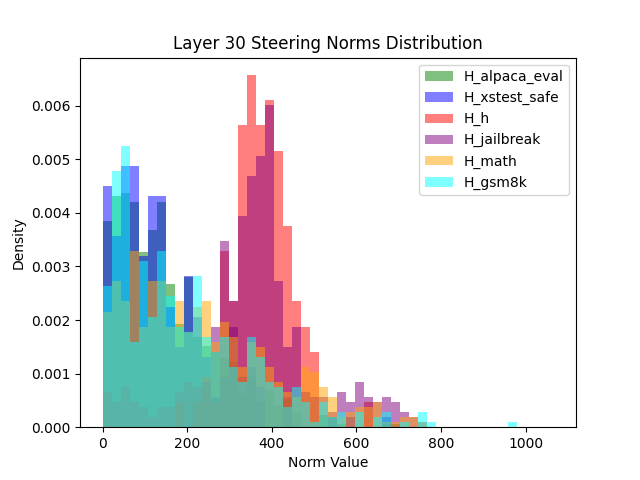 Layer 30 Steering Norms Distribution
H_alpaca_eval
H_xstest_safe
H_h
H_jailbreak
H_math
H_gsm8k
0.006
0.005
0.004
0.003
0.002
0.001
0.000
Density
0 200 400 600 800 1000
Norm Value